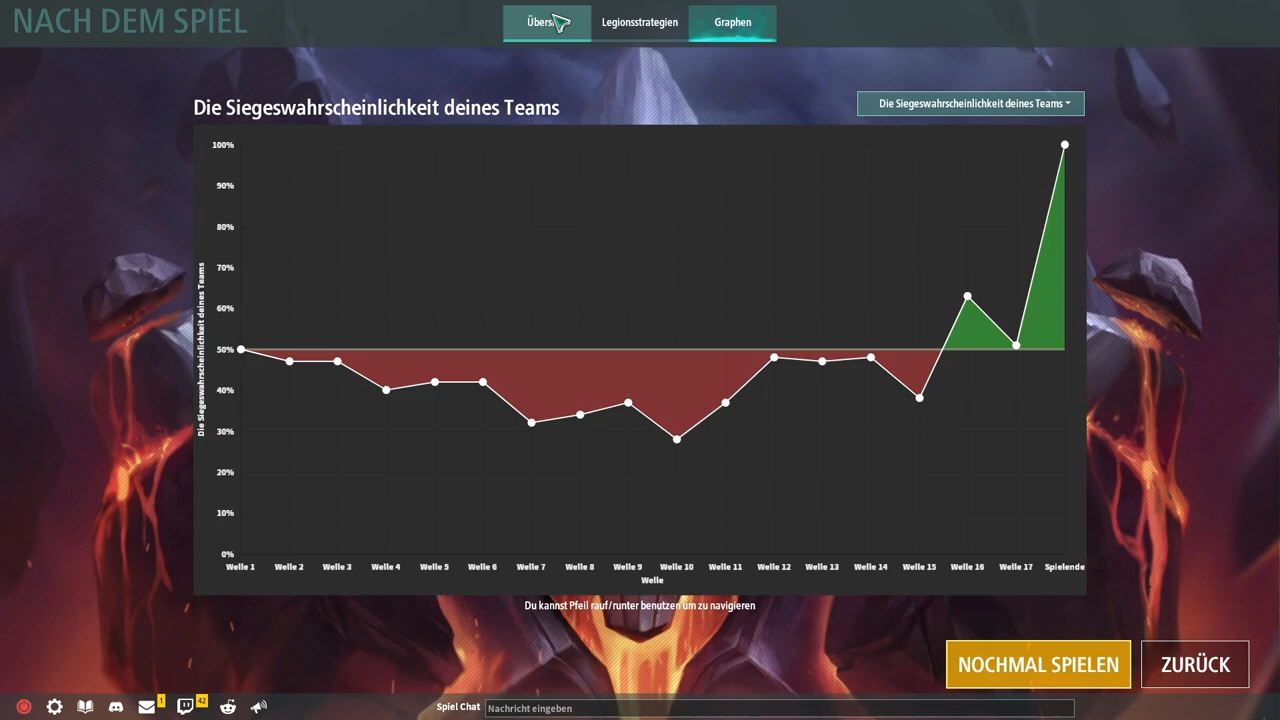 NACH DEM SPIEL
Legionsstrategien
Graphen
Die Siegeswahrscheinlichkeit deines Teams
Die Siegeswahrscheinlichkeit deines Teams
100%
90%
80%
70%
60%
50%
40%
30%
20%
10%
0%
Die Siegeswahrscheinlichkeit deines Teams
Welle 1 Welle 2 Welle 3 Welle 4 Welle 5 Welle 6 Welle 7 Welle 8 Welle 9 Welle 10 Welle 11 Welle 12 Welle 13 Welle 14 Welle 15 Welle 16 Welle 17 Spielende
Welle
Du kannst Pfeil rauf/runter benutzen um zu navigieren
NOCHMAL SPIELEN
ZURÜCK
1
42
Spiel Chat
Nachricht eingeben